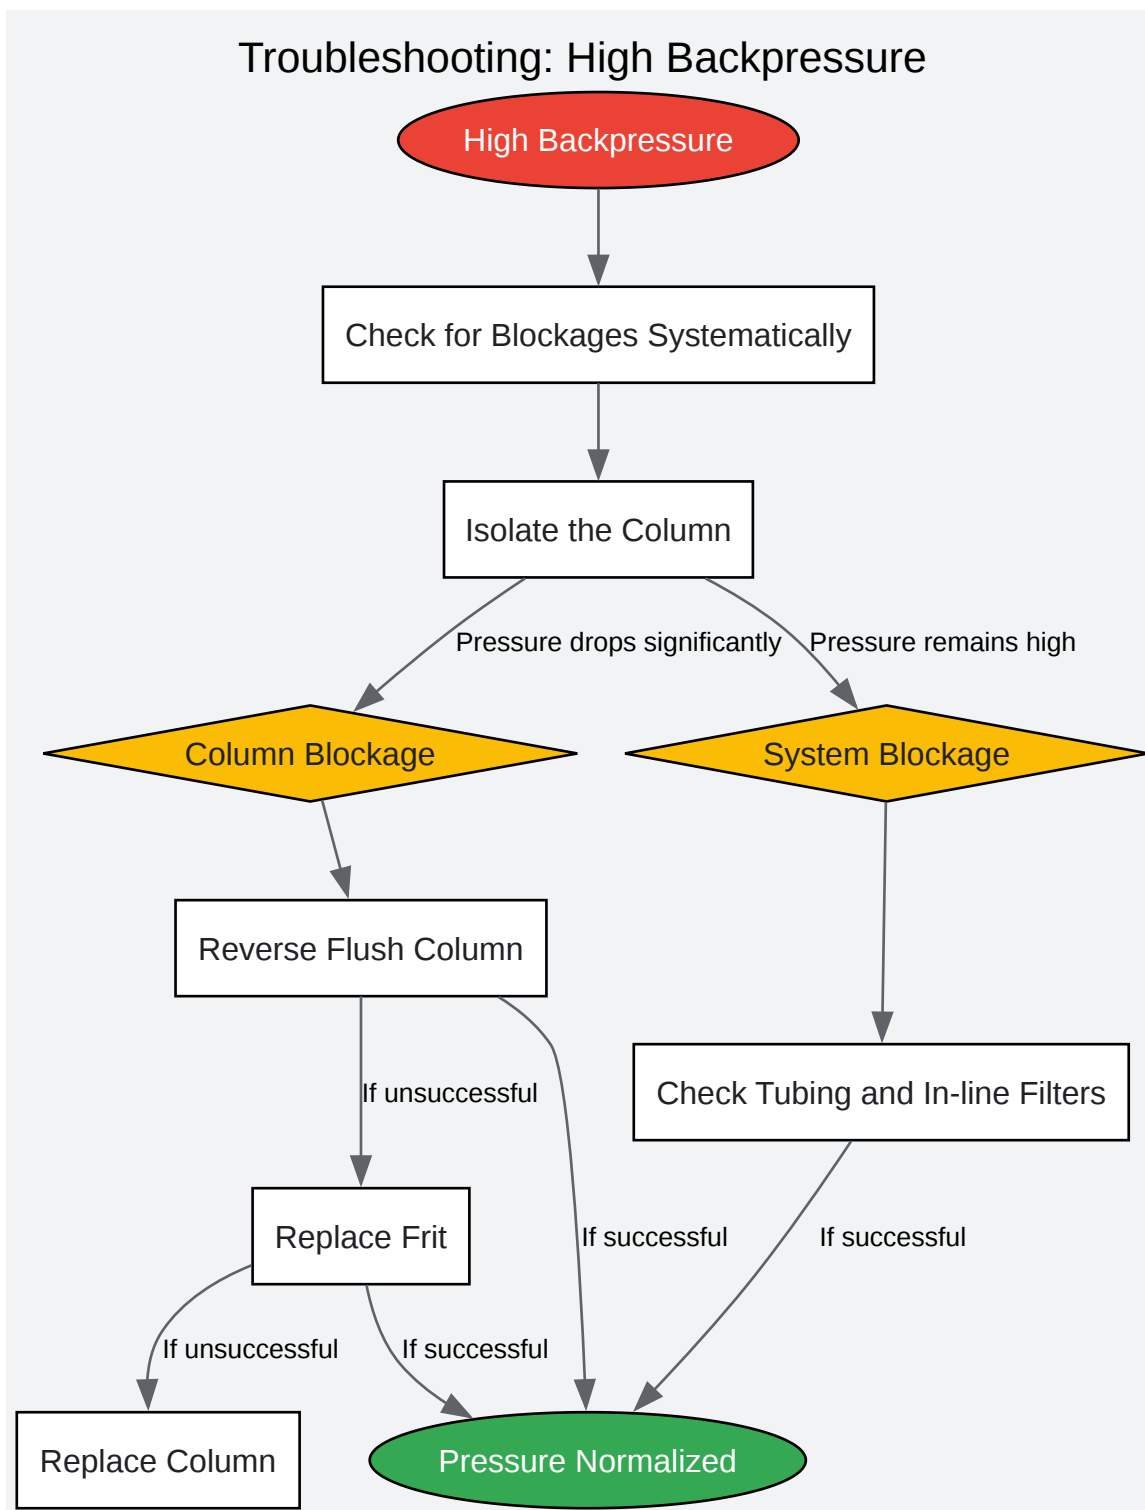 Troubleshooting: High Backpressure
High Backpressure
Check for Blockages Systematically
Isolate the Column
Pressure drops significantly
Pressure remains high
Column Blockage
System Blockage
Reverse Flush Column
If unsuccessful
Check Tubing and In-line Filters
Replace Frit
If successful
If successful
If unsuccessful
If successful
Replace Column
Pressure Normalized